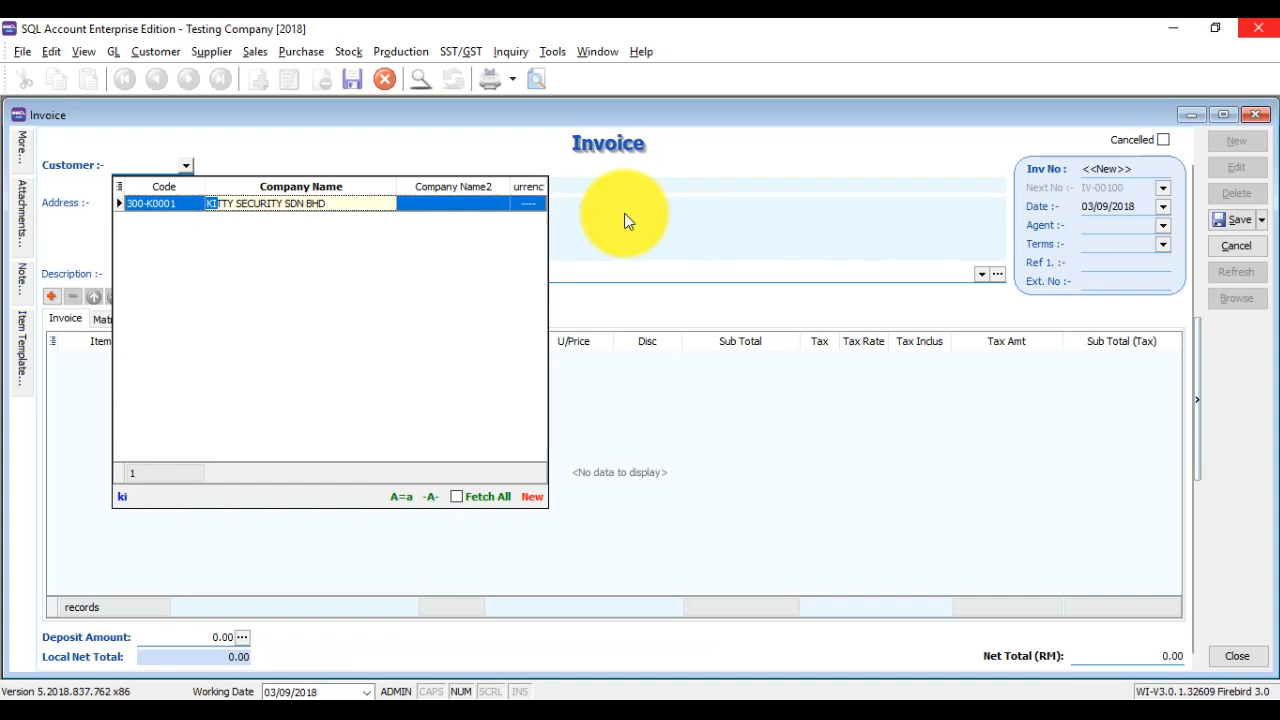 SQL Account Enterprise Edition - Testing Company [2018]
File Edit View GL Customer Supplier Sales Purchase Stock Production SST/GST Inquiry Tools Window Help
Invoice
Invoice
Cancelled
New
Customer :-
Inv No : <<New>>
Edit
Code Company Name Company Name2 urrenc
Next No :- IV-00100
Delete
300-K0001 KITTY SECURITY SDN BHD ----
Address :-
Date :- 03/09/2018
Save
Agent :-
Terms :-
Cancel
Ref 1. :-
Refresh
Description :-
Ext. No :-
Browse
More...
Attachments...
Note...
Item Template...
Invoice Mat
Item U/Price Disc Sub Total Tax Tax Rate Tax Inclus Tax Amt Sub Total (Tax)
<No data to display>
1
ki A=a -A- Fetch All New
records
Deposit Amount: 0.00
Local Net Total: 0.00
Net Total (RM): 0.00
Close
Version 5.2018.837.762 x86 Working Date 03/09/2018 ADMIN CAPS NUM SCRL INS WI-V3.0.1.32609 Firebird 3.0